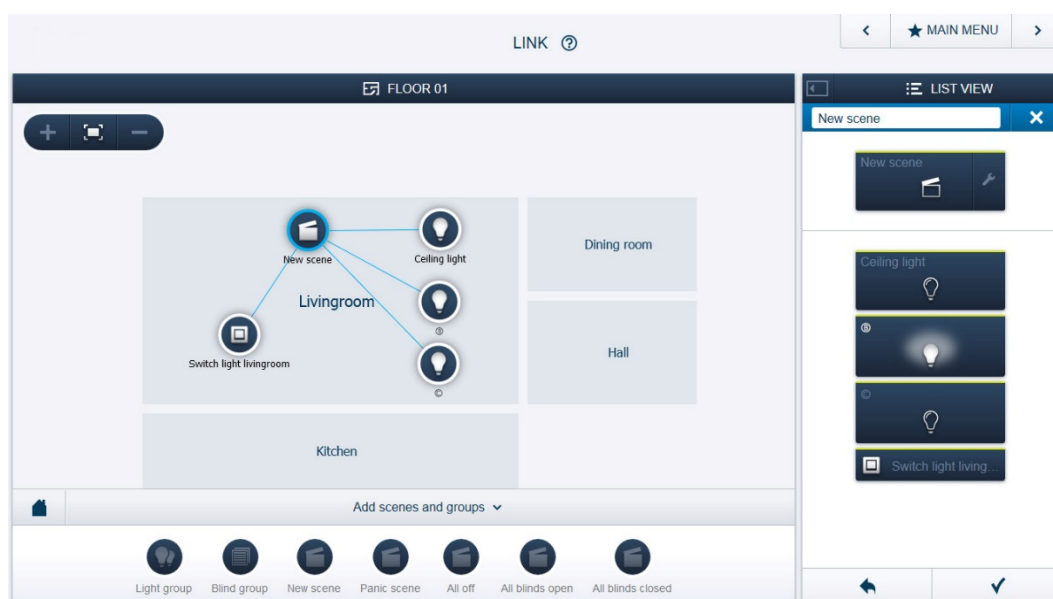 LINK ?
MAIN MENU
FLOOR 01
LIST VIEW
New scene
New scene
New scene
Ceiling light
Livingroom
Switch light livingroom
Ⓑ
©
Dining room
Hall
Kitchen
Ceiling light
Ⓑ
©
Switch light living...
Add scenes and groups
Light group
Blind group
New scene
Panic scene
All off
All blinds open
All blinds closed